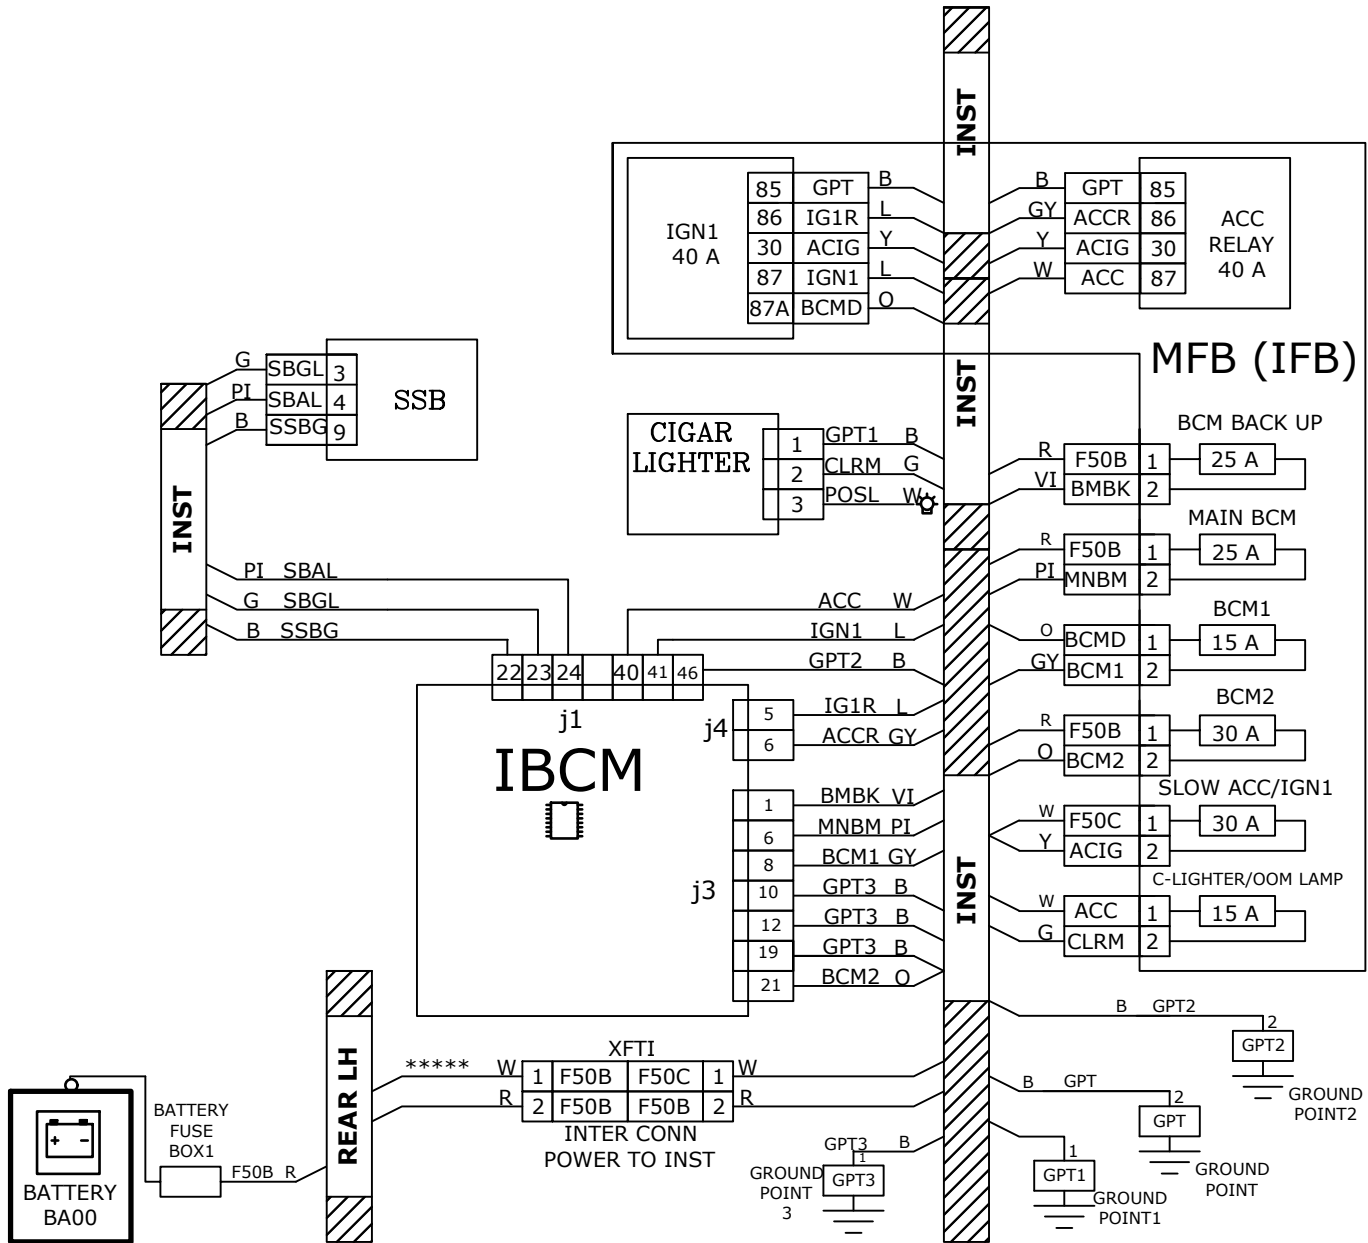 INST
IGN1
40 A
85 GPT B
86 IG1R L
30 ACIG Y
87 IGN1 L
87A BCMD O
B GPT 85
GY ACCR 86
Y ACIG 30
W ACC 87
ACC
RELAY
40 A
MFB (IFB)
G SBGL 3
PI SBAL 4
B SSBG 9
SSB
INST
PI SBAL
G SBGL
B SSBG
INST
CIGAR
LIGHTER
1 GPT1 B
2 CLRM G
3 POSL W
BCM BACK UP
R F50B 1 25 A
VI BMBK 2
MAIN BCM
R F50B 1 25 A
PI MNBM 2
BCM1
O BCMD 1 15 A
GY BCM1 2
BCM2
R F50B 1 30 A
O BCM2 2
SLOW ACC/IGN1
W F50C 1 30 A
Y ACIG 2
C-LIGHTER/OOM LAMP
W ACC 1 15 A
G CLRM 2
ACC W
IGN1 L
GPT2 B
22 23 24 40 41 46
j1
IBCM
j4
5 IG1R L
6 ACCR GY
j3
1 BMBK VI
6 MNBM PI
8 BCM1 GY
10 GPT3 B
12 GPT3 B
19 GPT3 B
21 BCM2 O
INST
REAR LH
XFTI
***** W 1 F50B F50C 1 W
R 2 F50B F50B 2 R
INTER CONN
POWER TO INST
BATTERY
FUSE
BOX1
F50B R
+ -
BATTERY
BA00
GPT3 B
1
GPT3
GROUND
POINT
3
B GPT2
2
GPT2
GROUND
POINT2
B GPT
2
GPT
GROUND
POINT
1
GPT1
GROUND
POINT1